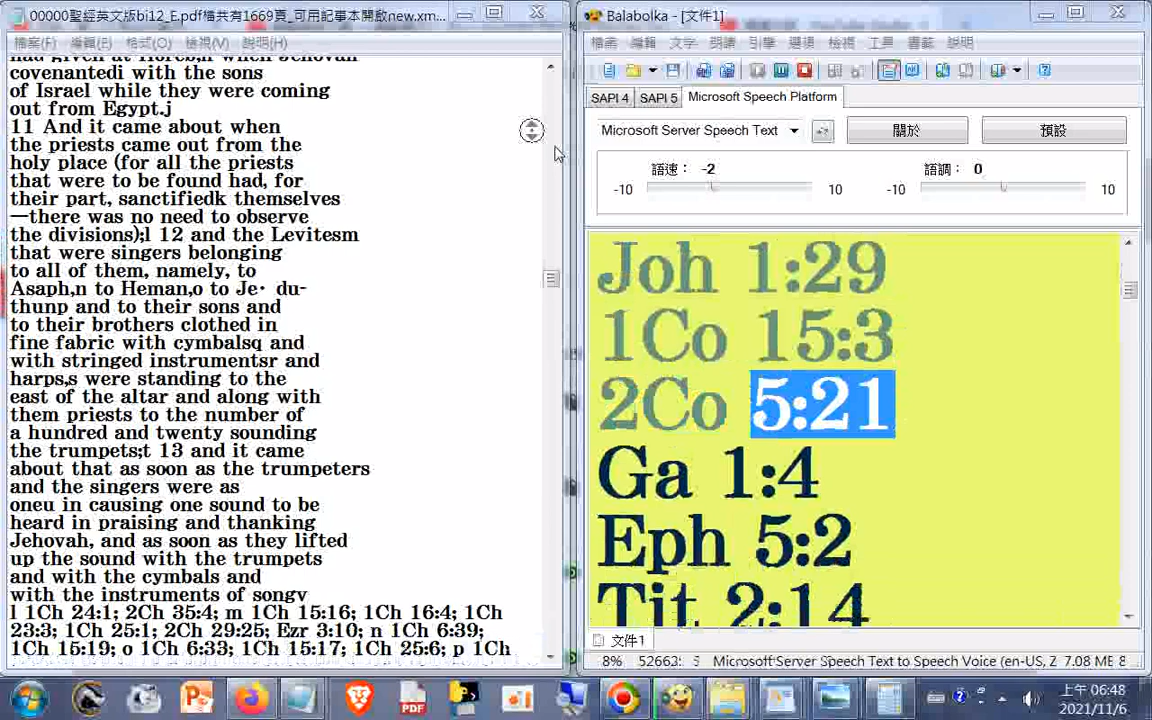 00000聖經英文版bi12_E.pdf檔共有1669頁_可用記事本開啟new.xm...
檔案(F) 編輯(E) 格式(O) 檢視(V) 說明(H)
had given at Horeb,i when Jehovah
covenantedi with the sons
of Israel while they were coming
out from Egypt.j
11 And it came about when
the priests came out from the
holy place (for all the priests
that were to be found had, for
their part, sanctifiedk themselves
—there was no need to observe
the divisions);l 12 and the Levitesm
that were singers belonging
to all of them, namely, to
Asaph,n to Heman,o to Je· du-
thunp and to their sons and
to their brothers clothed in
fine fabric with cymbalsq and
with stringed instrumentsr and
harps,s were standing to the
east of the altar and along with
them priests to the number of
a hundred and twenty sounding
the trumpets;t 13 and it came
about that as soon as the trumpeters
and the singers were as
oneu in causing one sound to be
heard in praising and thanking
Jehovah, and as soon as they lifted
up the sound with the trumpets
and with the cymbals and
with the instruments of songv
l 1Ch 24:1; 2Ch 35:4; m 1Ch 15:16; 1Ch 16:4; 1Ch
23:3; 1Ch 25:1; 2Ch 29:25; Ezr 3:10; n 1Ch 6:39;
1Ch 15:19; o 1Ch 6:33; 1Ch 15:17; 1Ch 25:6; p 1Ch
Balabolka - [文件1]
檔案 編輯 文字 朗讀 引擎 選項 檢視 工具 書籤 說明
SAPI 4 SAPI 5 Microsoft Speech Platform
Microsoft Server Speech Text 關於 預設
語速： -2 語調： 0
-10 10 -10 10
Joh 1:29
1Co 15:3
2Co 5:21
Ga 1:4
Eph 5:2
Tit 2:14
文件1
8% 52663: Microsoft Server Speech Text to Speech Voice (en-US, Z 7.08 MB 8
上午 06:48
2021/11/6